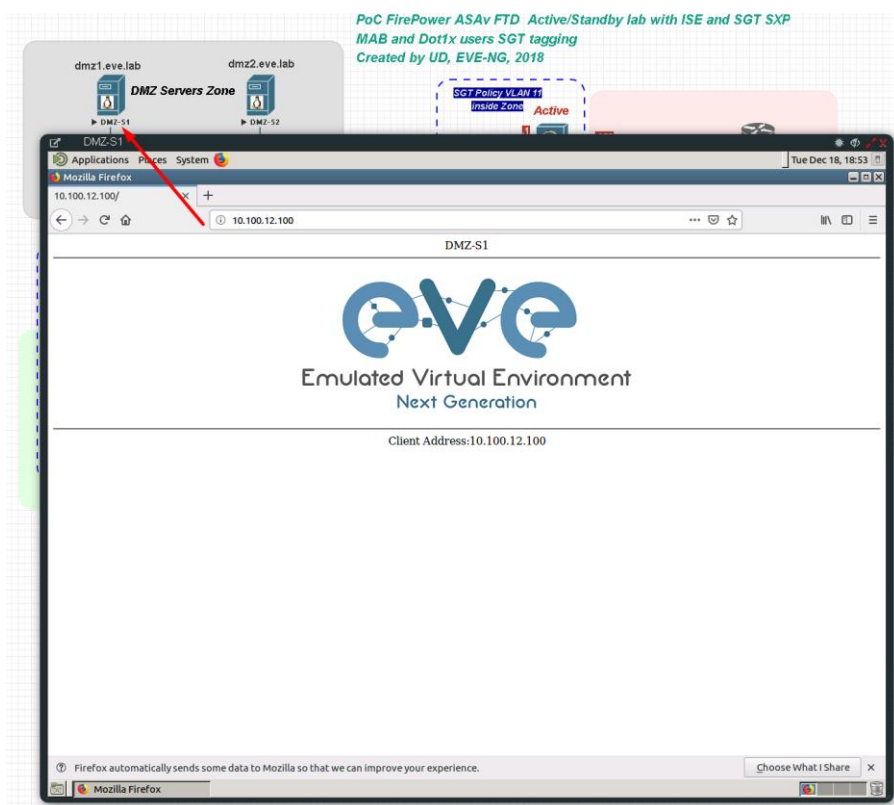 PoC FirePower ASAv FTD Active/Standby lab with ISE and SGT SXP
MAB and Dot1x users SGT tagging
Created by UD, EVE-NG, 2018
dmz1.eve.lab
dmz2.eve.lab
DMZ Servers Zone
DMZ-S1
DMZ-S2
SGT Policy VLAN 11
Inside Zone
Active
DMZ-S1
Applications Places System
Tue Dec 18, 18:53
Mozilla Firefox
10.100.12.100/
10.100.12.100
DMZ-S1
eve
Emulated Virtual Environment
Next Generation
Client Address:10.100.12.100
Firefox automatically sends some data to Mozilla so that we can improve your experience.
Choose What I Share
Mozilla Firefox